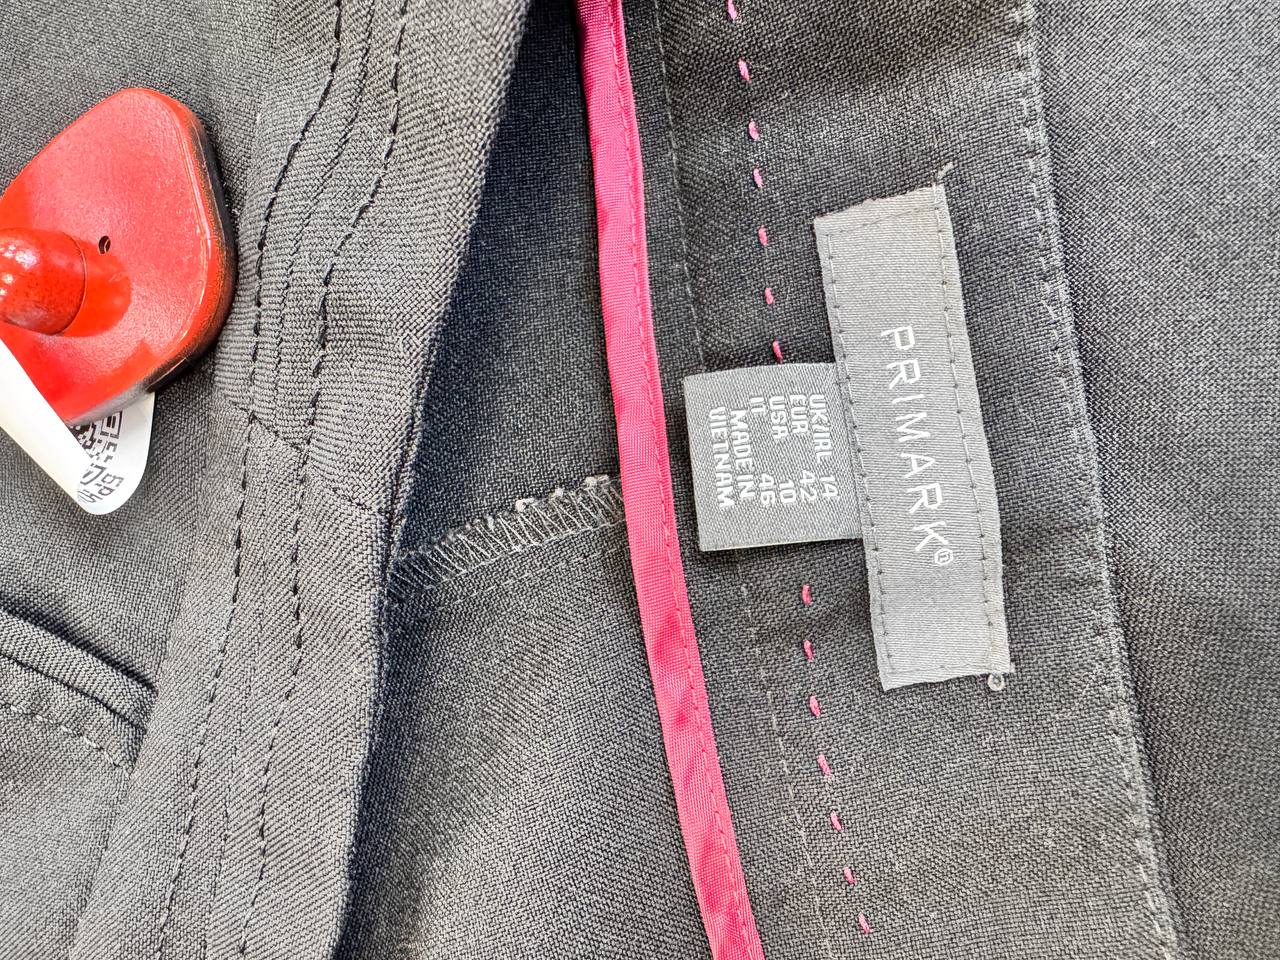 PRIMARK®
UK/IRL 14
EUR 42
USA 10
IT 46
MADE IN
VIETNAM